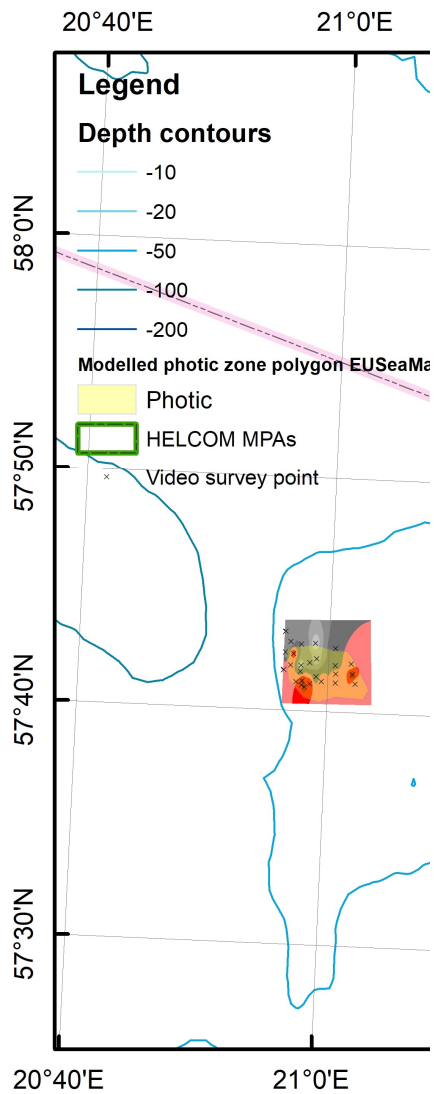 20°40'E 21°0'E
Legend
Depth contours
-10
-20
-50
-100
-200
Modelled photic zone polygon EUSeaMa
Photic
HELCOM MPAs
Video survey point
58°0'N
57°50'N
57°40'N
57°30'N
20°40'E 21°0'E